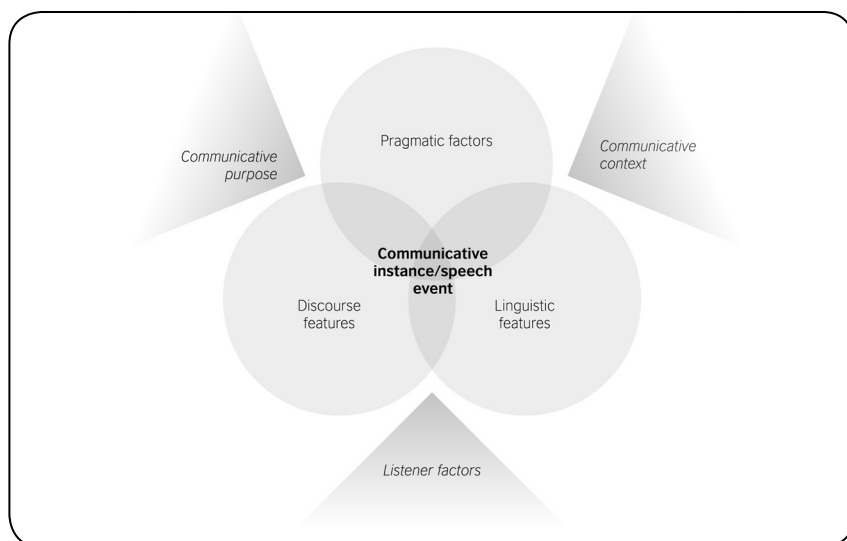 Pragmatic factors
Communicative
purpose
Communicative
context
Communicative
instance/speech
event
Discourse
features
Linguistic
features
Listener factors